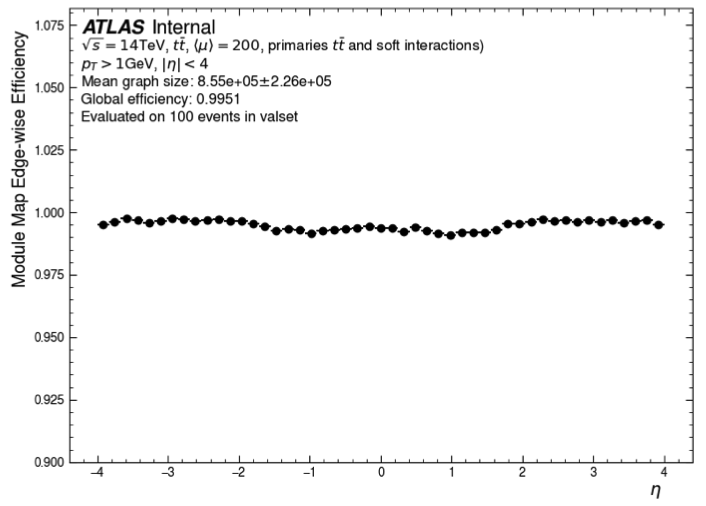 ATLAS Internal
√s = 14TeV, tt̄, ⟨μ⟩ = 200, primaries tt̄ and soft interactions)
p_T > 1GeV, |η| < 4
Mean graph size: 8.55e+05±2.26e+05
Global efficiency: 0.9951
Evaluated on 100 events in valset
Module Map Edge-wise Efficiency
1.075
1.050
1.025
1.000
0.975
0.950
0.925
0.900
−4 −3 −2 −1 0 1 2 3 4
η